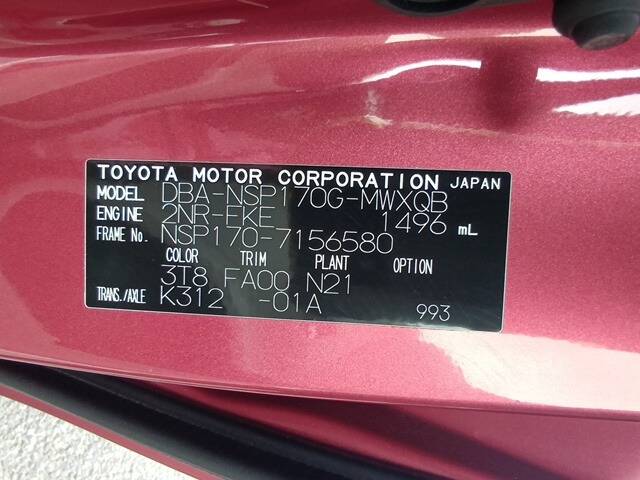 TOYOTA MOTOR CORPORATION JAPAN
MODEL DBA-NSP170G-MWXQB
ENGINE 2NR-FKE 1496 mL
FRAME No. NSP170-7156580
COLOR TRIM PLANT OPTION
3T8 FA00 N21
TRANS./AXLE K312 -01A 993